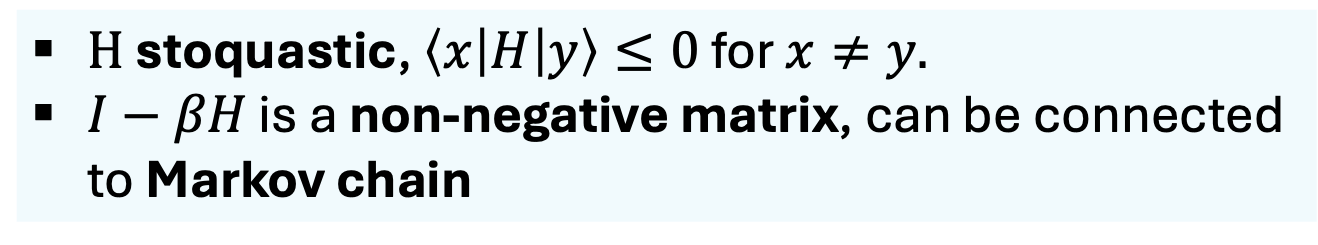 ▪ H stoquastic, ⟨𝑥|𝐻|𝑦⟩ ≤ 0 for 𝑥 ≠ 𝑦.
▪ 𝐼 − 𝛽𝐻 is a non-negative matrix, can be connected
to Markov chain